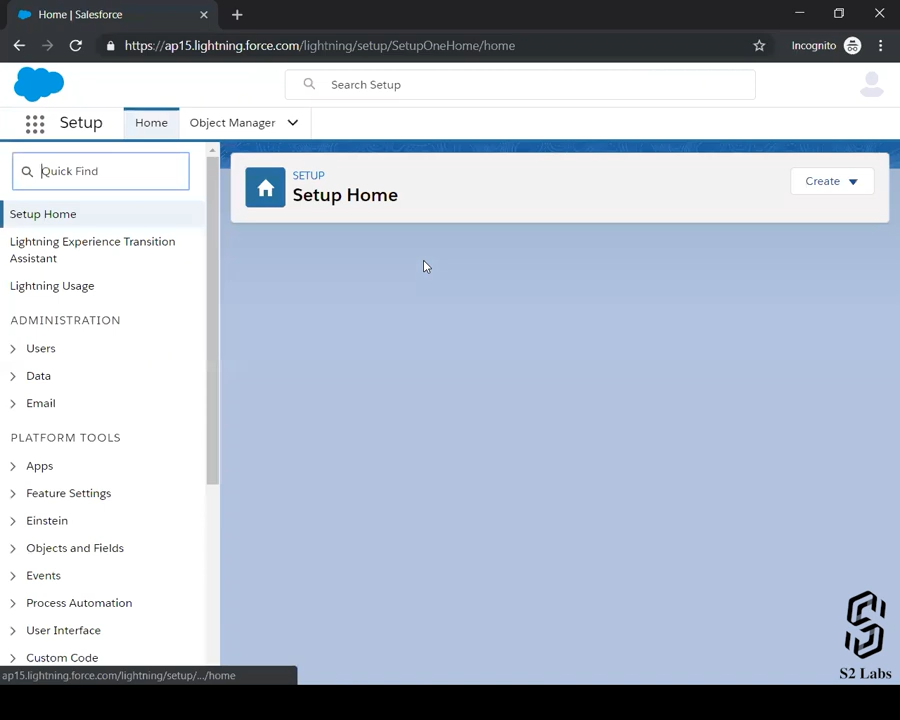 Home | Salesforce
https://ap15.lightning.force.com/lightning/setup/SetupOneHome/home
Incognito
Search Setup
Setup
Home
Object Manager
Quick Find
SETUP
Setup Home
Create
Setup Home
Lightning Experience Transition
Assistant
Lightning Usage
ADMINISTRATION
Users
Data
Email
PLATFORM TOOLS
Apps
Feature Settings
Einstein
Objects and Fields
Events
Process Automation
User Interface
Custom Code
ap15.lightning.force.com/lightning/setup/.../home
S2 Labs